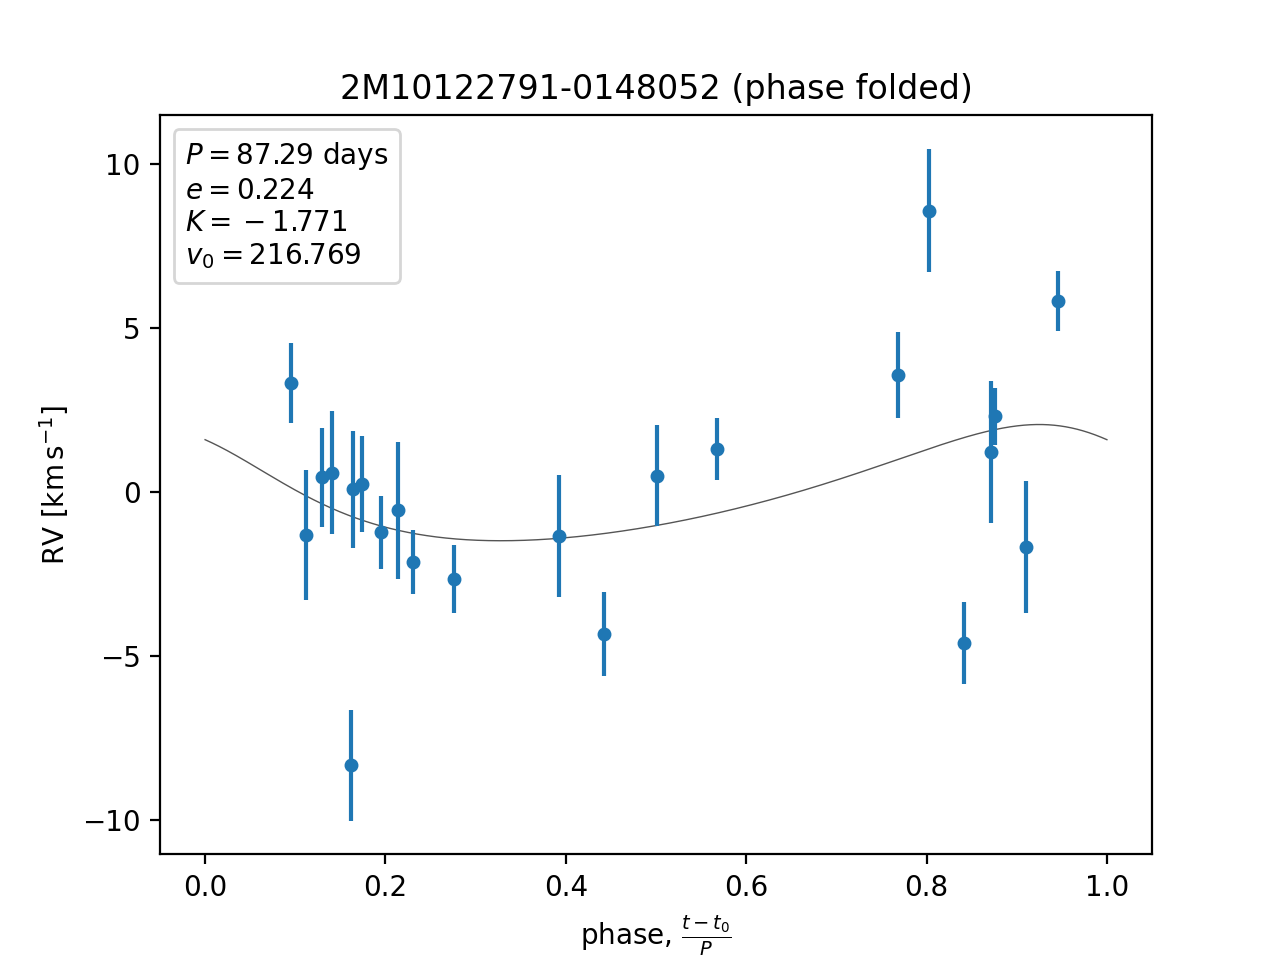 2M10122791-0148052 (phase folded)
P = 87.29 days
e = 0.224
K = −1.771
v₀ = 216.769
10
5
0
−5
−10
RV [km s⁻¹]
0.0 0.2 0.4 0.6 0.8 1.0
phase, (t − t₀)/P